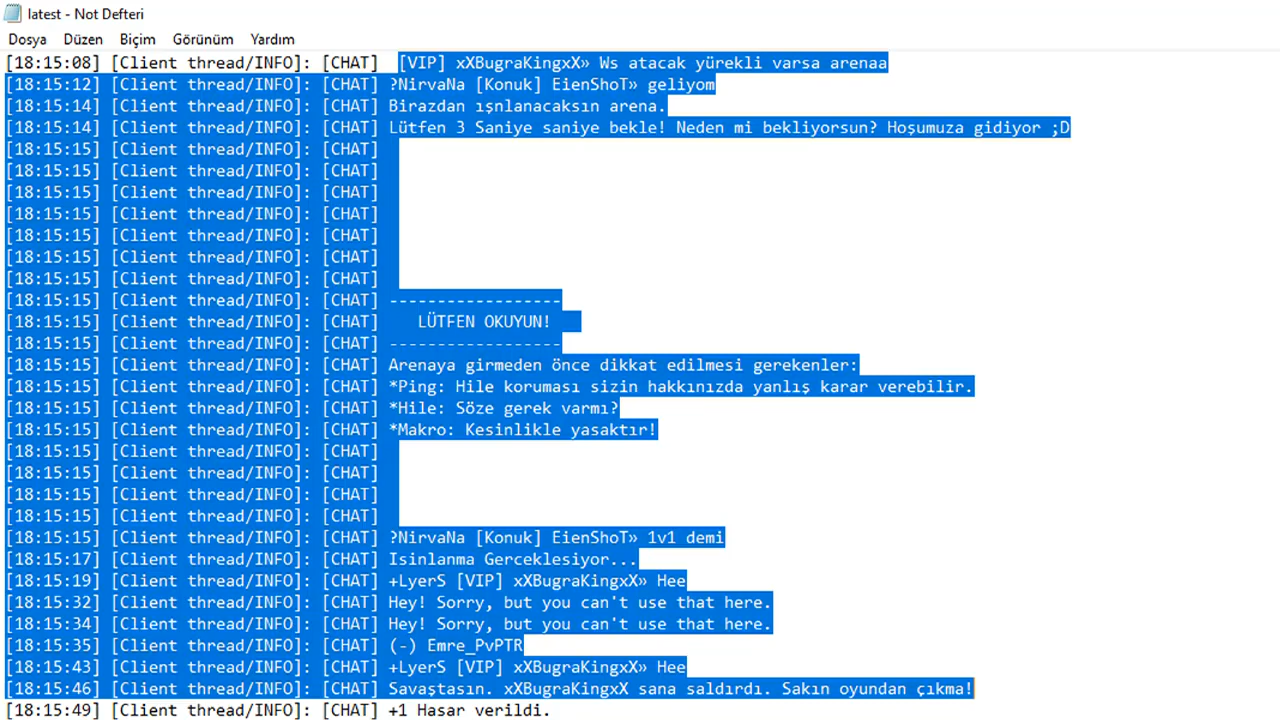 latest - Not Defteri
Dosya Düzen Biçim Görünüm Yardım
[18:15:08] [Client thread/INFO]: [CHAT]  [VIP] xXBugraKingxX» Ws atacak yürekli varsa arenaa
[18:15:12] [Client thread/INFO]: [CHAT] ?NirvaNa [Konuk] EienShoT» geliyom
[18:15:14] [Client thread/INFO]: [CHAT] Birazdan ışnlanacaksın arena.
[18:15:14] [Client thread/INFO]: [CHAT] Lütfen 3 Saniye saniye bekle! Neden mi bekliyorsun? Hoşumuza gidiyor ;D
[18:15:15] [Client thread/INFO]: [CHAT]
[18:15:15] [Client thread/INFO]: [CHAT]
[18:15:15] [Client thread/INFO]: [CHAT]
[18:15:15] [Client thread/INFO]: [CHAT]
[18:15:15] [Client thread/INFO]: [CHAT]
[18:15:15] [Client thread/INFO]: [CHAT]
[18:15:15] [Client thread/INFO]: [CHAT]
[18:15:15] [Client thread/INFO]: [CHAT] ------------------
[18:15:15] [Client thread/INFO]: [CHAT]    LÜTFEN OKUYUN!
[18:15:15] [Client thread/INFO]: [CHAT] ------------------
[18:15:15] [Client thread/INFO]: [CHAT] Arenaya girmeden önce dikkat edilmesi gerekenler:
[18:15:15] [Client thread/INFO]: [CHAT] *Ping: Hile koruması sizin hakkınızda yanlış karar verebilir.
[18:15:15] [Client thread/INFO]: [CHAT] *Hile: Söze gerek varmı?
[18:15:15] [Client thread/INFO]: [CHAT] *Makro: Kesinlikle yasaktır!
[18:15:15] [Client thread/INFO]: [CHAT]
[18:15:15] [Client thread/INFO]: [CHAT]
[18:15:15] [Client thread/INFO]: [CHAT]
[18:15:15] [Client thread/INFO]: [CHAT]
[18:15:15] [Client thread/INFO]: [CHAT] ?NirvaNa [Konuk] EienShoT» 1v1 demi
[18:15:17] [Client thread/INFO]: [CHAT] Isinlanma Gerceklesiyor...
[18:15:19] [Client thread/INFO]: [CHAT] +LyerS [VIP] xXBugraKingxX» Hee
[18:15:32] [Client thread/INFO]: [CHAT] Hey! Sorry, but you can't use that here.
[18:15:34] [Client thread/INFO]: [CHAT] Hey! Sorry, but you can't use that here.
[18:15:35] [Client thread/INFO]: [CHAT] (-) Emre_PvPTR
[18:15:43] [Client thread/INFO]: [CHAT] +LyerS [VIP] xXBugraKingxX» Hee
[18:15:46] [Client thread/INFO]: [CHAT] Savaştasın. xXBugraKingxX sana saldırdı. Sakın oyundan çıkma!
[18:15:49] [Client thread/INFO]: [CHAT] +1 Hasar verildi.